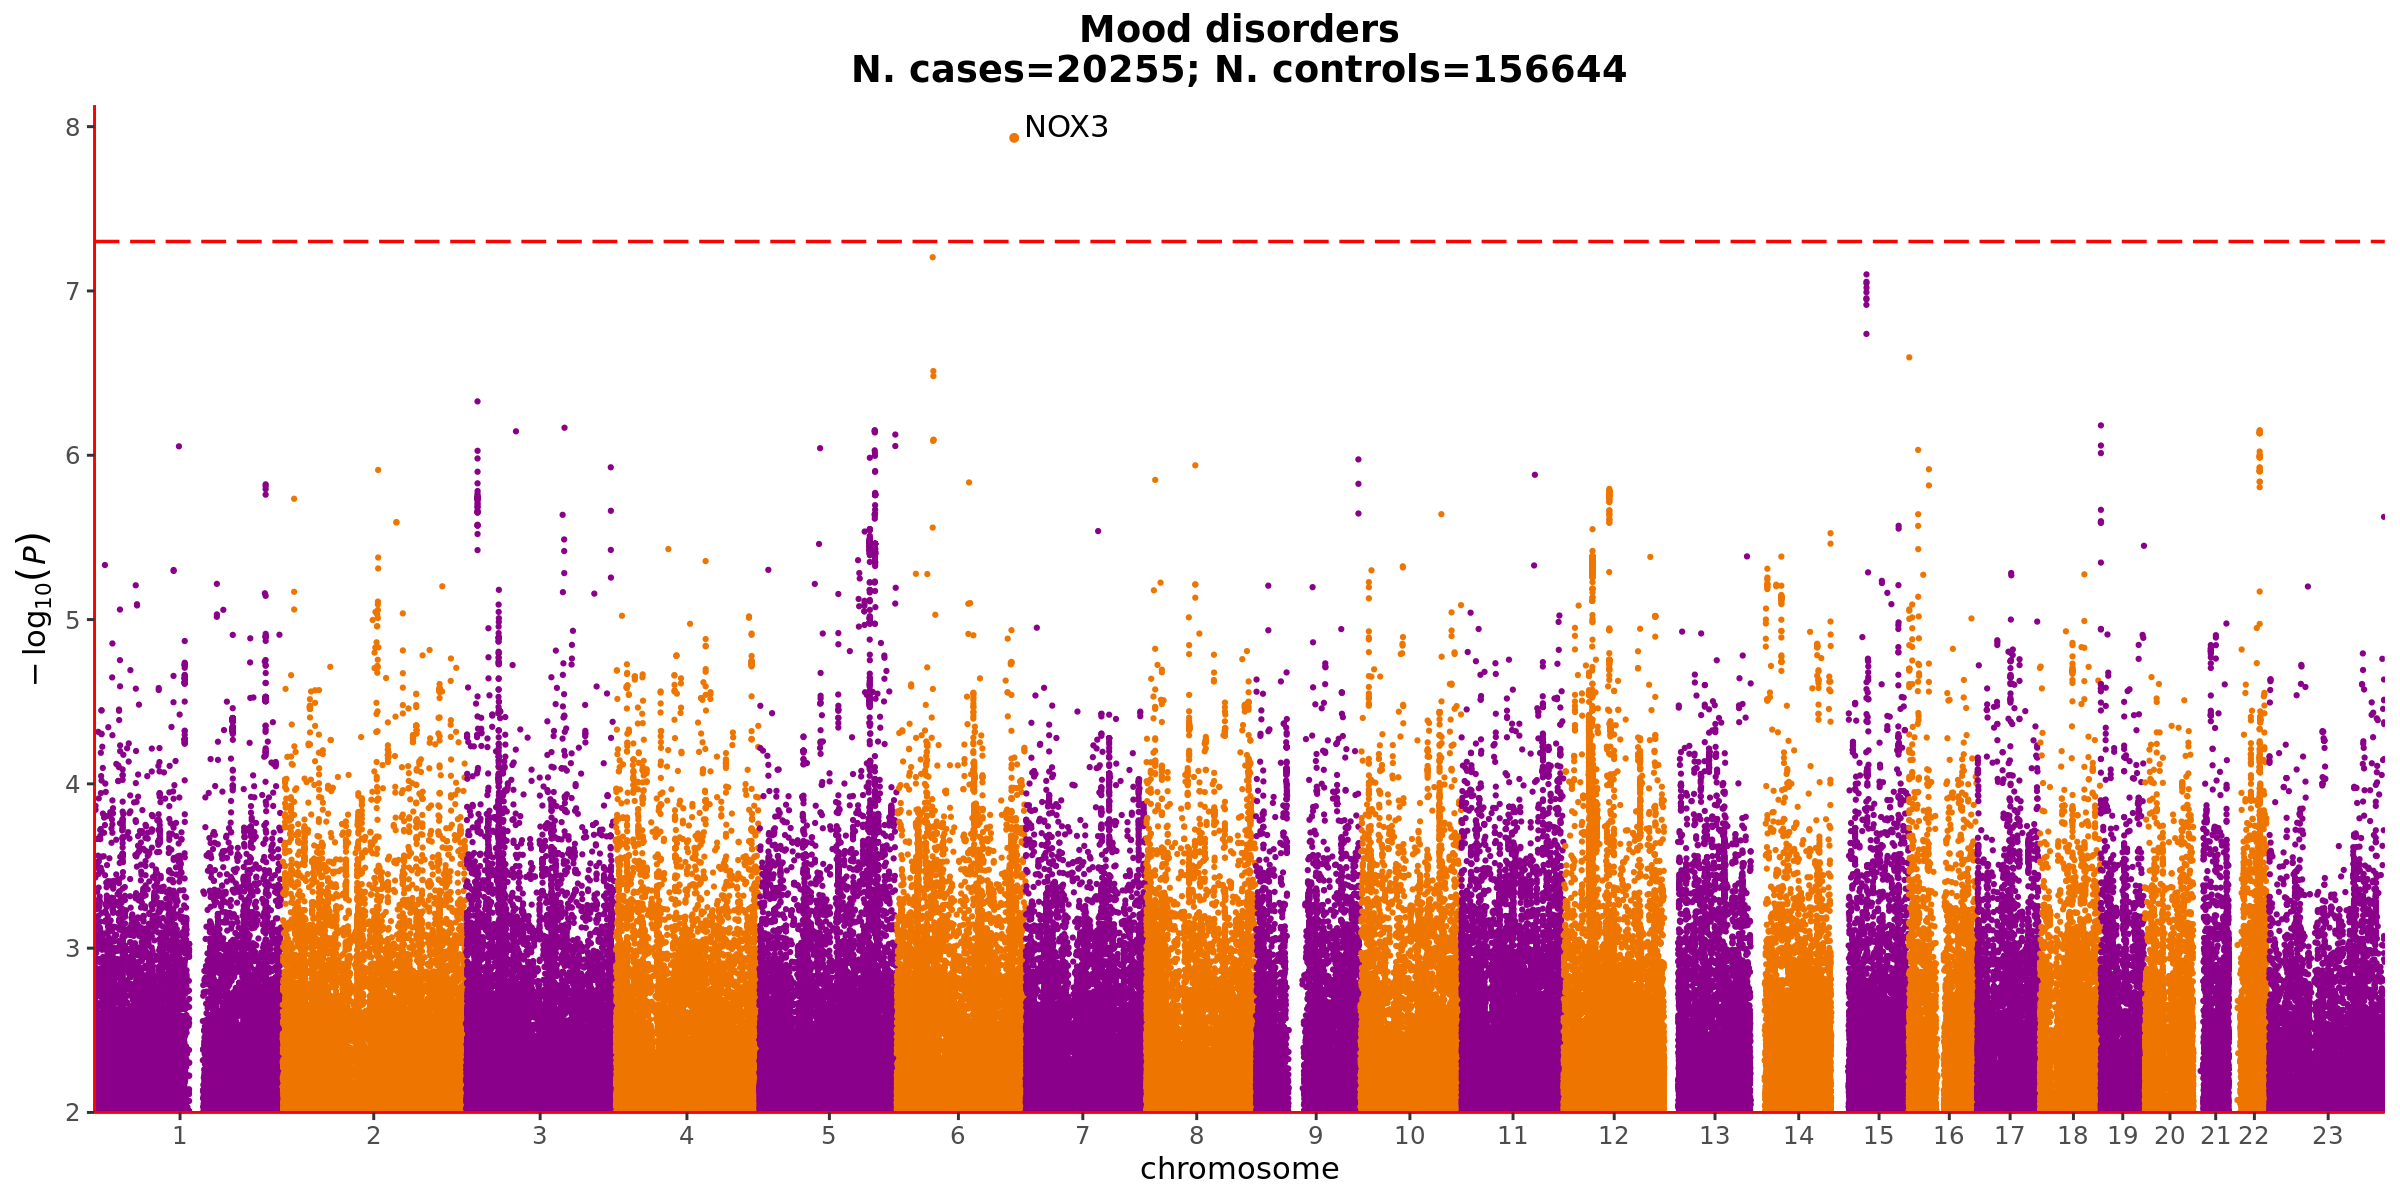 Mood disorders
N. cases=20255; N. controls=156644
NOX3
8
7
6
5
4
3
2
−log10(P)
1 2 3 4 5 6 7 8 9 10 11 12 13 14 15 16 17 18 19 20 21 22 23
chromosome